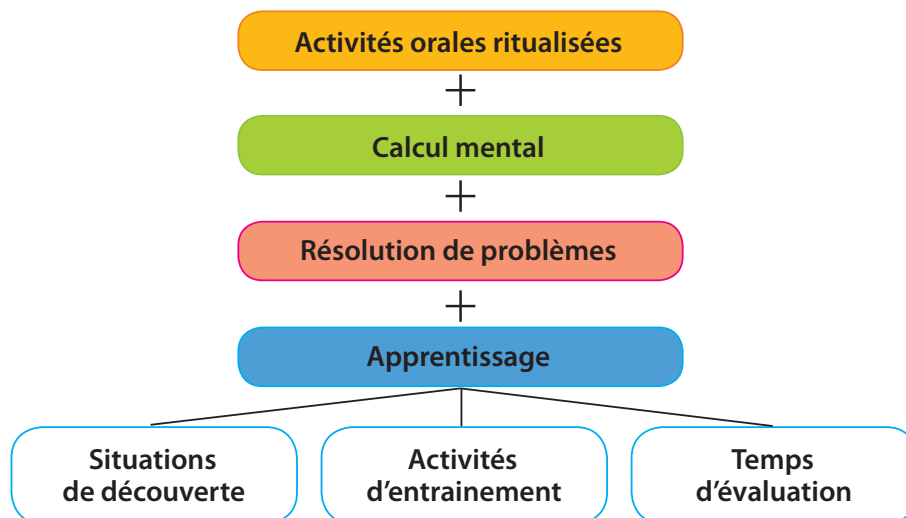 Activités orales ritualisées
+
Calcul mental
+
Résolution de problèmes
+
Apprentissage
Situations
de découverte
Activités
d’entrainement
Temps
d’évaluation